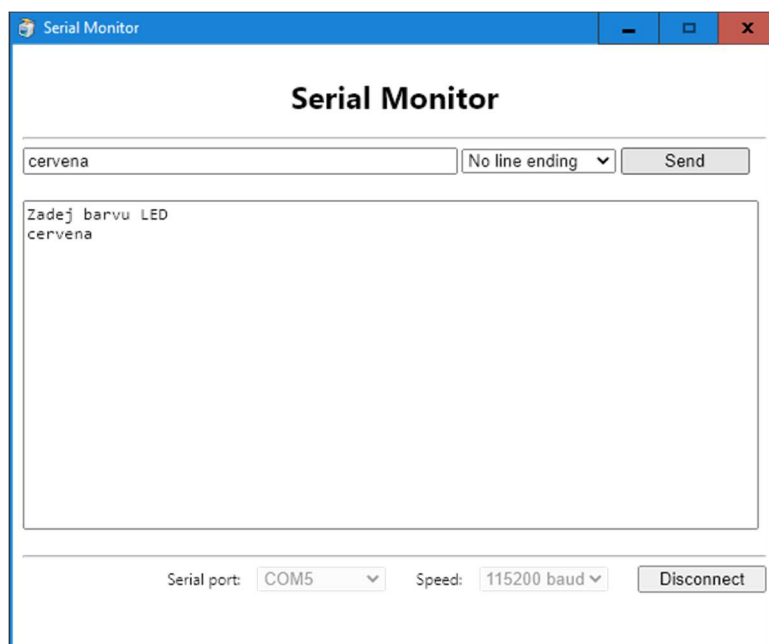 Serial Monitor
Serial Monitor
cervena No line ending Send
Zadej barvu LED
cervena
Serial port: COM5 Speed: 115200 baud Disconnect